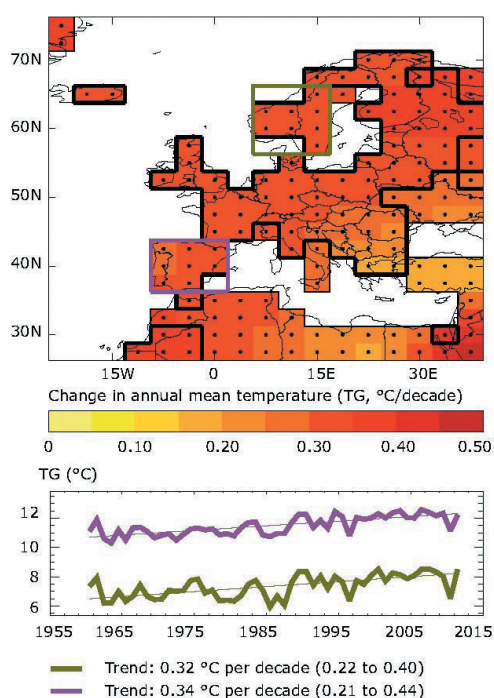 70N
60N
50N
40N
30N
15W 0 15E 30E
Change in annual mean temperature (TG, °C/decade)
0 0.10 0.20 0.30 0.40 0.50
TG (°C)
12
10
8
6
1955 1965 1975 1985 1995 2005 2015
Trend: 0.32 °C per decade (0.22 to 0.40)
Trend: 0.34 °C per decade (0.21 to 0.44)